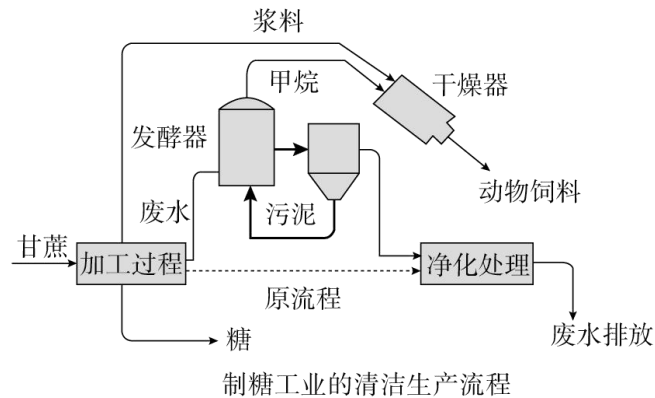 浆料
甲烷
干燥器
发酵器
动物饲料
废水
污泥
甘蔗
加工过程
净化处理
原流程
糖
废水排放
制糖工业的清洁生产流程